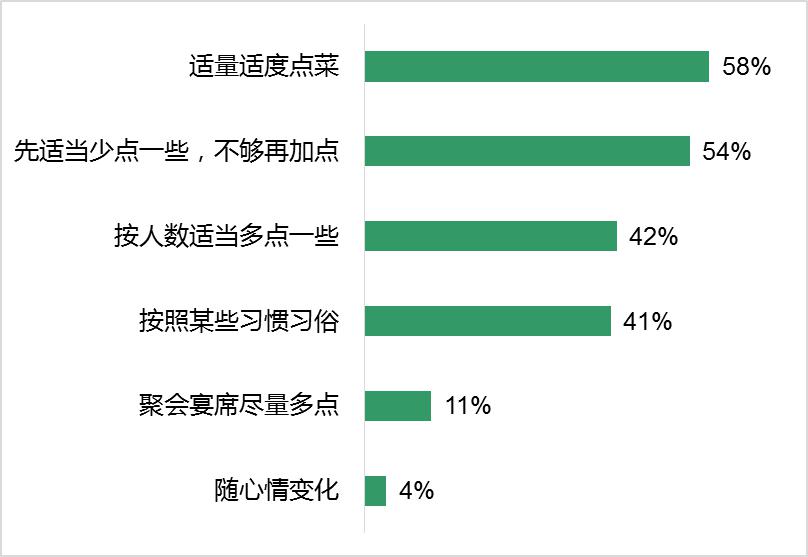 适量适度点菜 58%
先适当少点一些，不够再加点 54%
按人数适当多点一些 42%
按照某些习惯习俗 41%
聚会宴席尽量多点 11%
随心情变化 4%